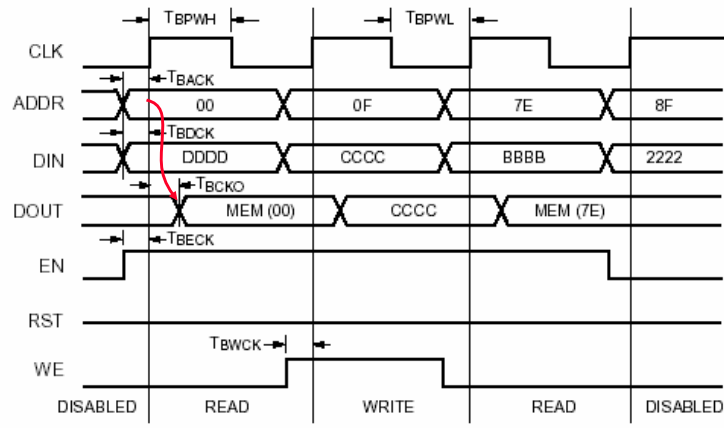 TBPWH TBPWL
CLK
TBACK
ADDR 00 0F 7E 8F
TBDCK
DIN DDDD CCCC BBBB 2222
TBCKO
DOUT MEM (00) CCCC MEM (7E)
TBECK
EN
RST
TBWCK
WE
DISABLED READ WRITE READ DISABLED